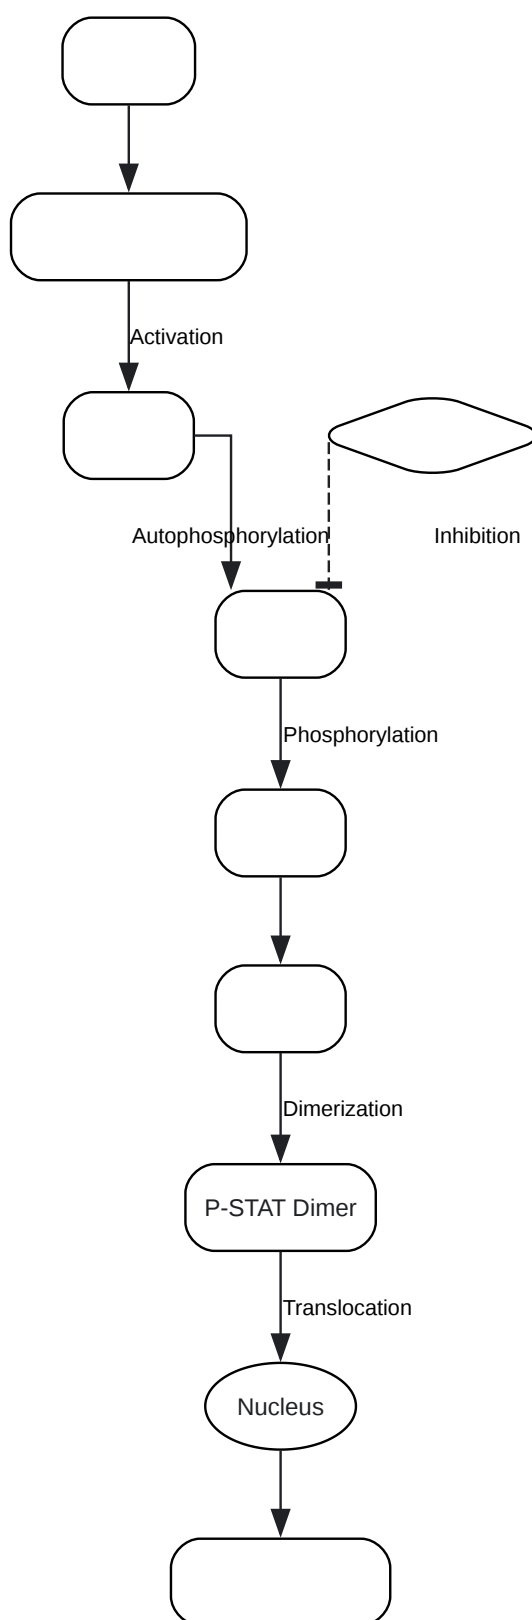 Activation
Autophosphorylation
Inhibition
Phosphorylation
Dimerization
P-STAT Dimer
Translocation
Nucleus